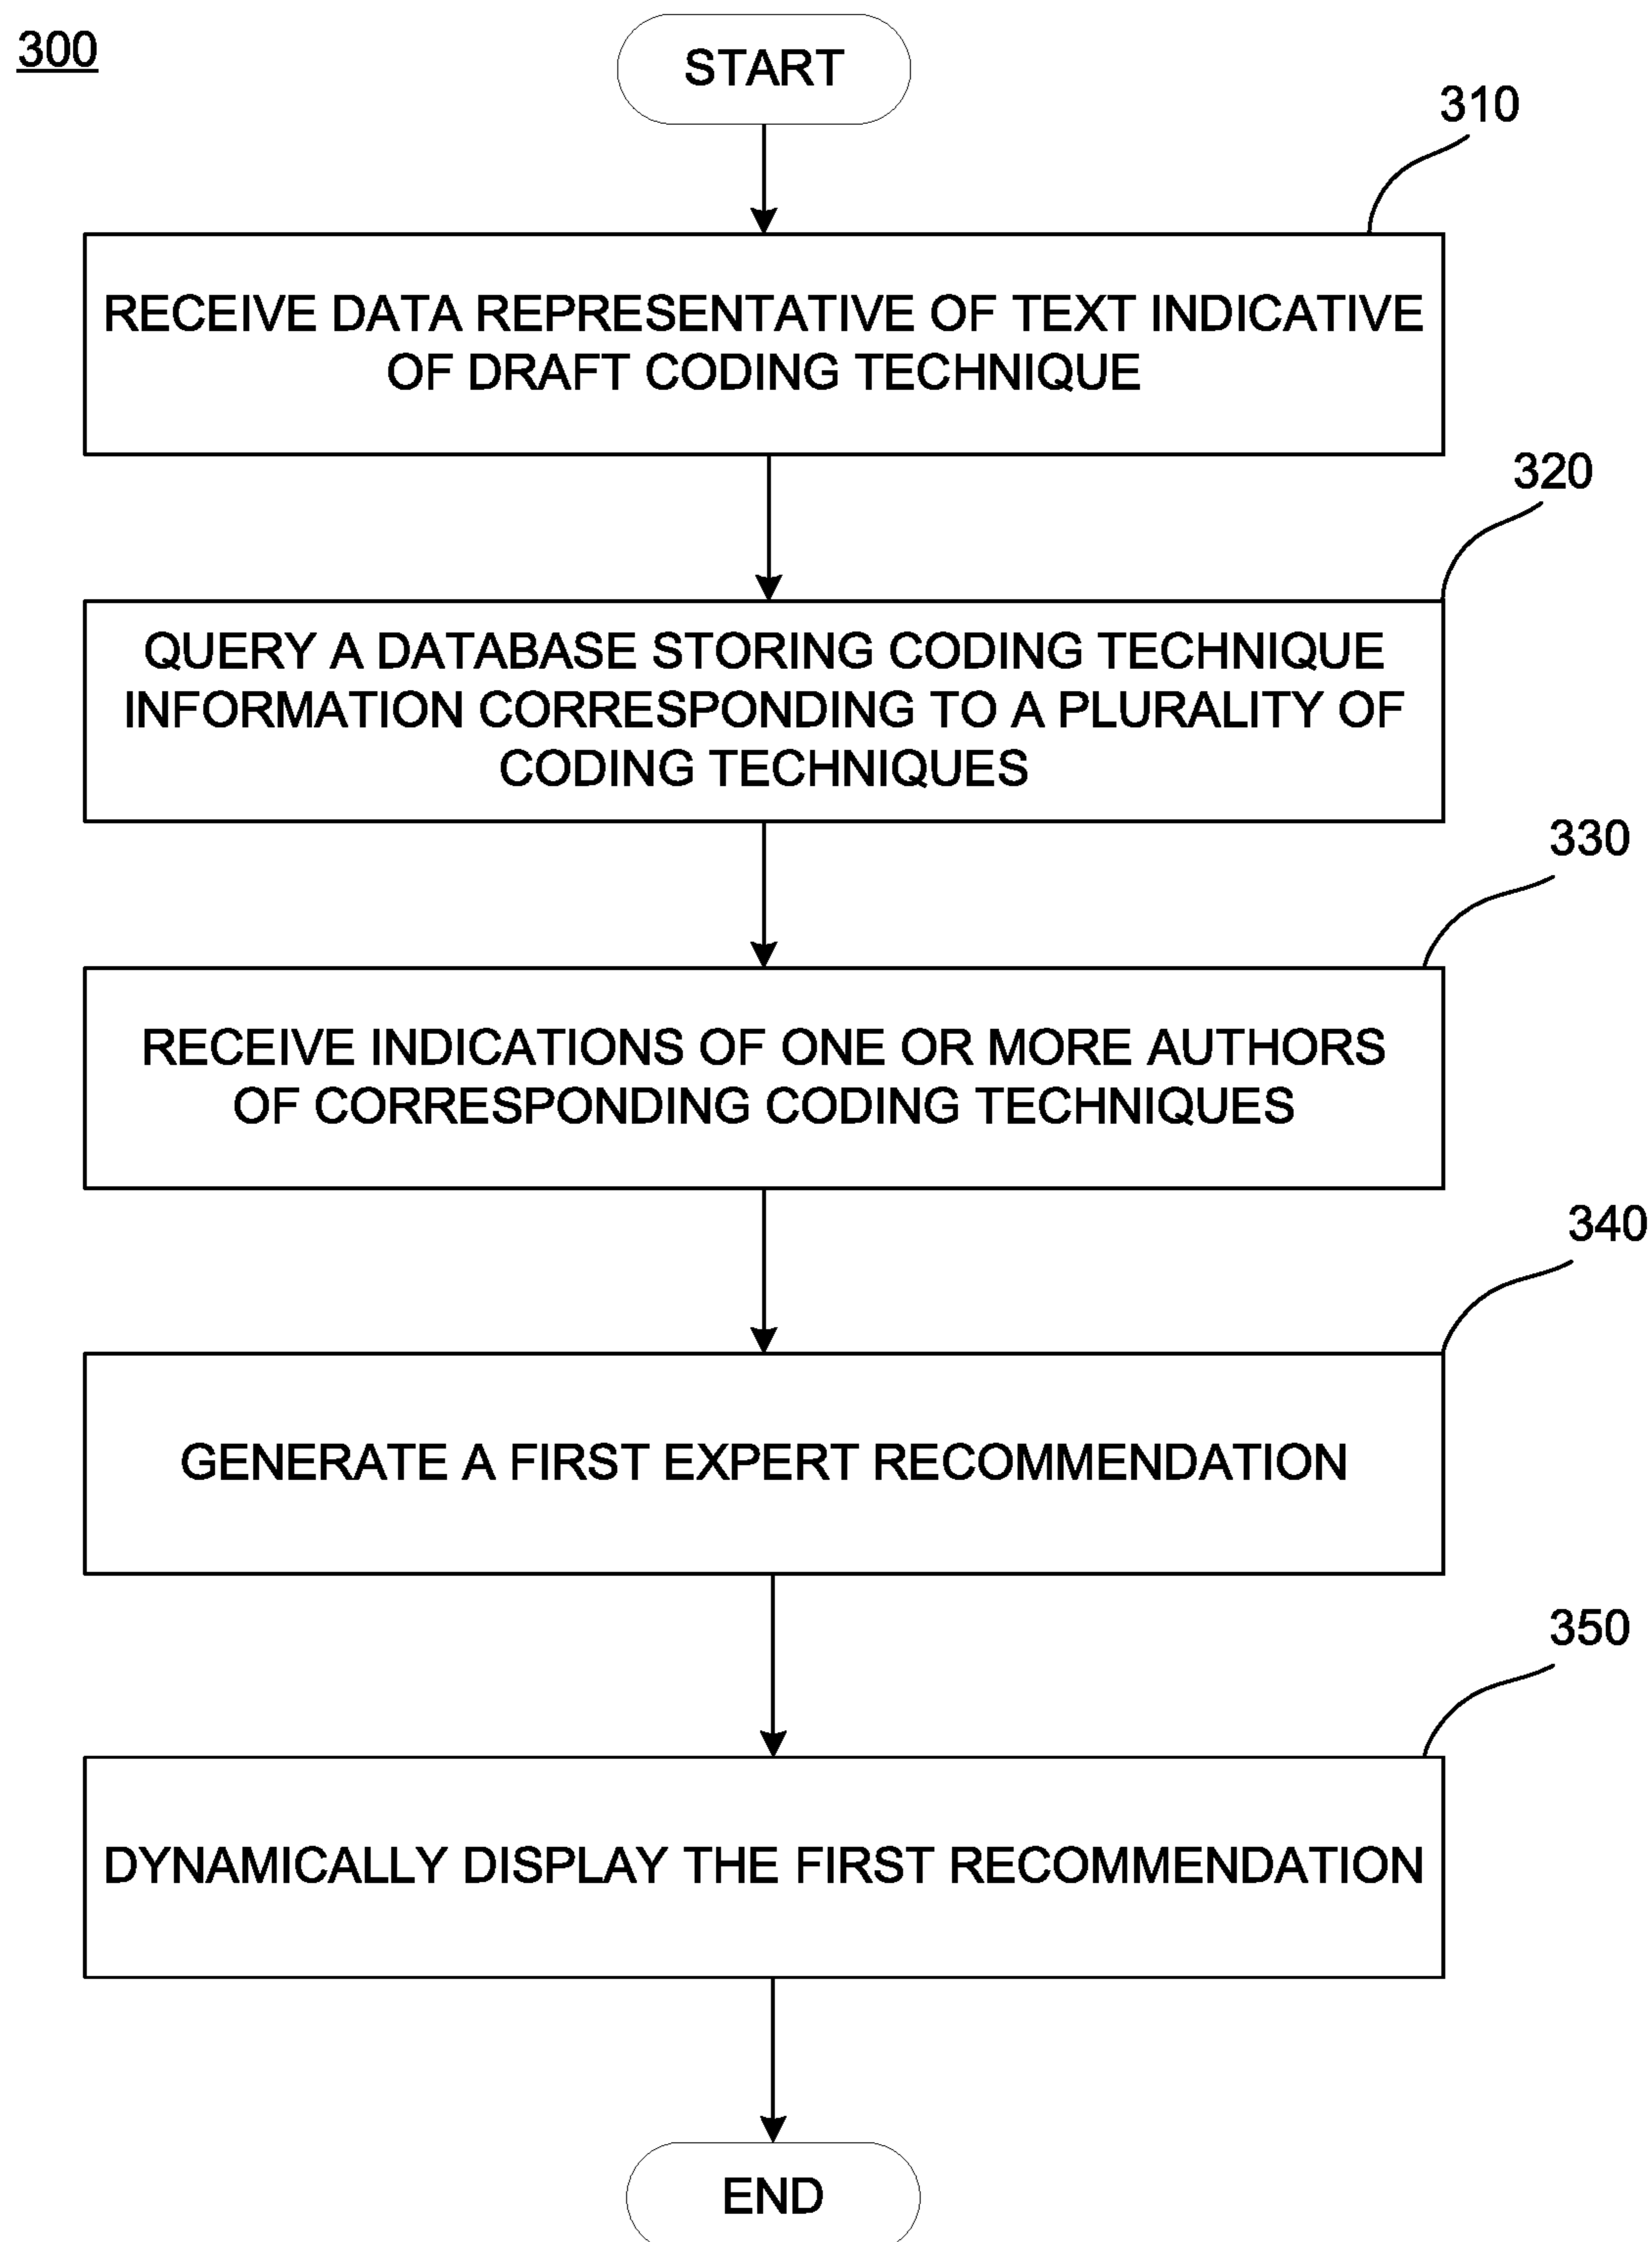 300
START
310
RECEIVE DATA REPRESENTATIVE OF TEXT INDICATIVE
OF DRAFT CODING TECHNIQUE
320
QUERY A DATABASE STORING CODING TECHNIQUE
INFORMATION CORRESPONDING TO A PLURALITY OF
CODING TECHNIQUES
330
RECEIVE INDICATIONS OF ONE OR MORE AUTHORS
OF CORRESPONDING CODING TECHNIQUES
340
GENERATE A FIRST EXPERT RECOMMENDATION
350
DYNAMICALLY DISPLAY THE FIRST RECOMMENDATION
END